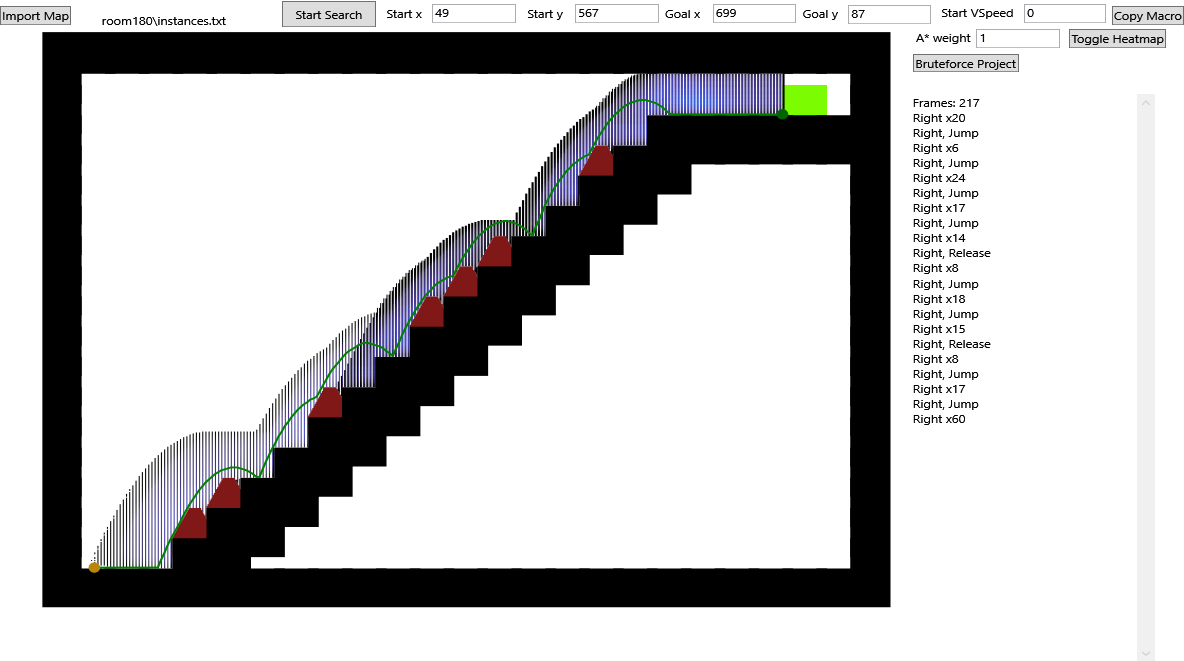 Import Map
room180\instances.txt
Start Search
Start x 49
Start y 567
Goal x 699
Goal y 87
Start VSpeed 0
Copy Macro
A* weight 1
Toggle Heatmap
Bruteforce Project
Frames: 217
Right x20
Right, Jump
Right x6
Right, Jump
Right x24
Right, Jump
Right x17
Right, Jump
Right x14
Right, Release
Right x8
Right, Jump
Right x18
Right, Jump
Right x15
Right, Release
Right x8
Right, Jump
Right x17
Right, Jump
Right x60